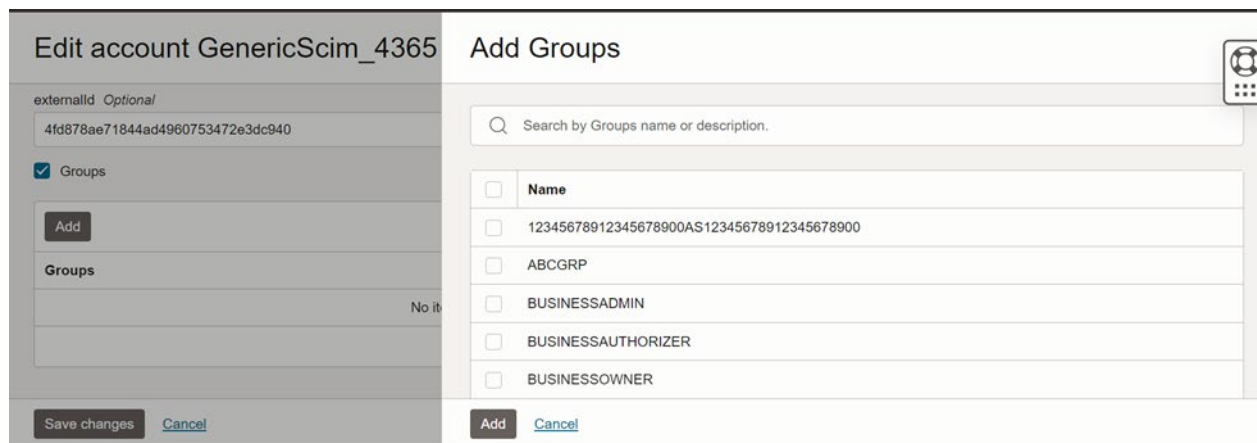 Edit account GenericScim_4365
externalId Optional
4fd878ae71844ad4960753472e3dc940
Groups
Add
Groups
No
Save changes Cancel
Add Groups
Search by Groups name or description.
Name
12345678912345678900AS12345678912345678900
ABCGRP
BUSINESSADMIN
BUSINESSAUTHORIZER
BUSINESSOWNER
Add Cancel